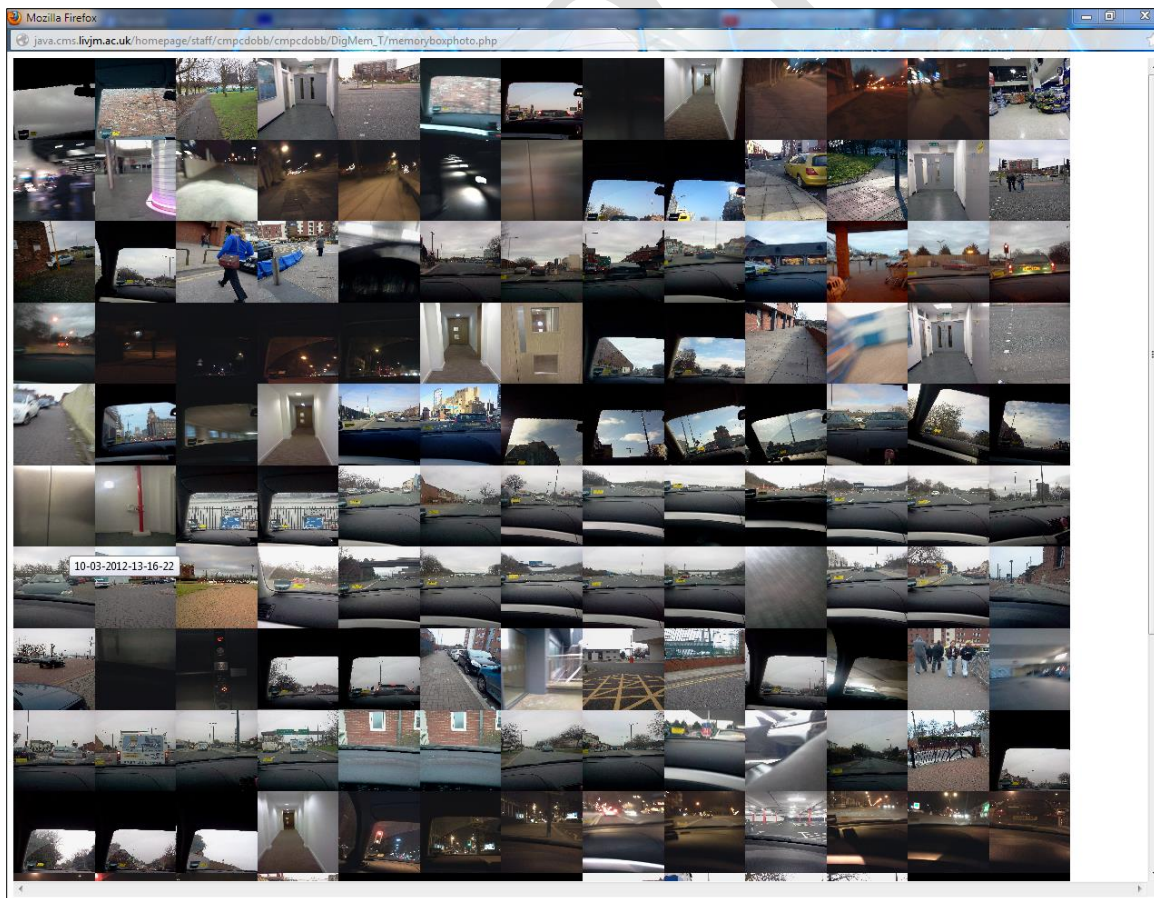 Mozilla Firefox
java.cms.livjm.ac.uk/homepage/staff/cmpcdobb/cmpcdobb/DigMem_T/memoryboxphoto.php
10-03-2012-13-16-22